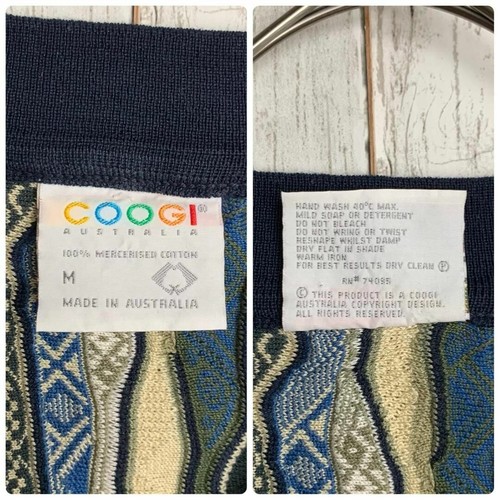 COOGI®
AUSTRALIA
100% MERCERISED COTTON
M
MADE IN AUSTRALIA
HAND WASH 40°C MAX.
MILD SOAP OR DETERGENT
DO NOT BLEACH
DO NOT WRING OR TWIST
RESHAPE WHILST DAMP
DRY FLAT IN SHADE
WARM IRON
FOR BEST RESULTS DRY CLEAN Ⓟ
RN# 74085
© THIS PRODUCT IS A COOGI
AUSTRALIA COPYRIGHT DESIGN.
ALL RIGHTS RESERVED.